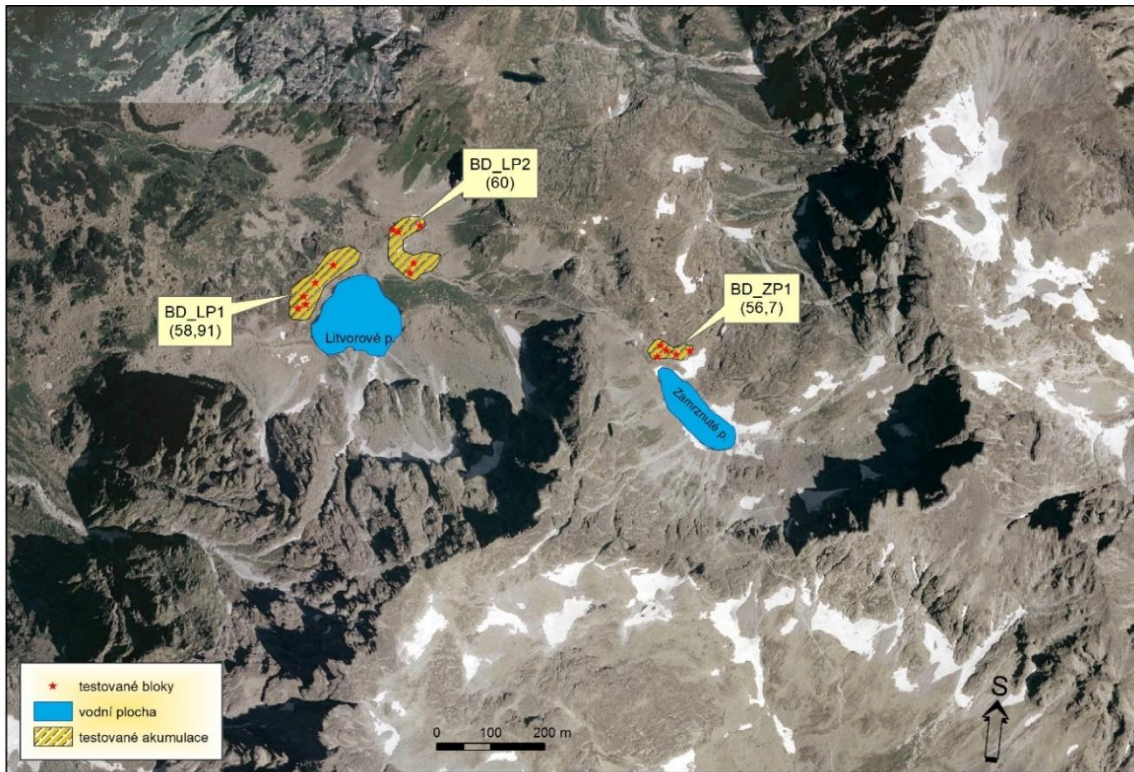 BD_LP2
(60)
BD_LP1
(58,91)
BD_ZP1
(56,7)
Litvorové p.
Zamrznuté p.
testované bloky
vodní plocha
testované akumulace
0 100 200 m
S